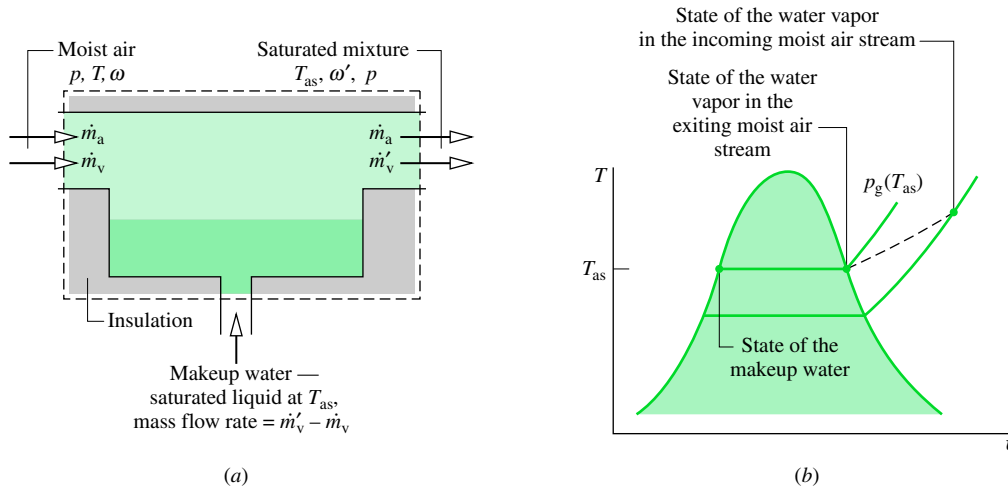 Moist air
p, T, ω
Saturated mixture
T_as, ω′, p
ṁ_a
ṁ_v
ṁ_a
ṁ′_v
Insulation
Makeup water —
saturated liquid at T_as,
mass flow rate = ṁ′_v – ṁ_v
(a)
State of the water vapor
in the incoming moist air stream
State of the water
vapor in the
exiting moist air
stream
T
p_g(T_as)
T_as
State of the
makeup water
(b)